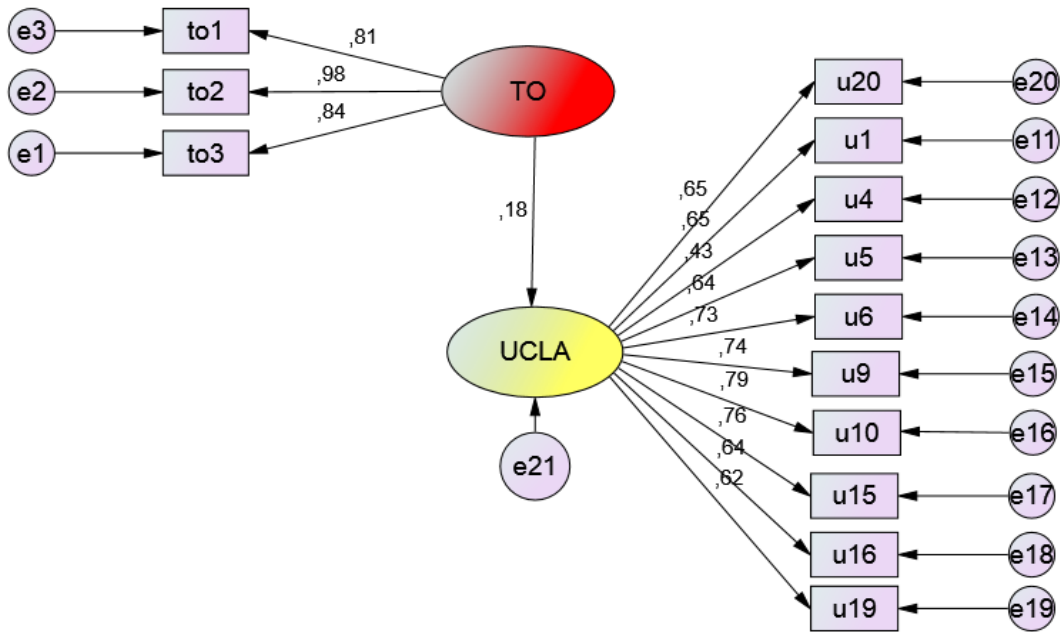 e3 to1 ,81
e2 to2 ,98 TO
e1 to3 ,84
,18
UCLA
e21
,65 u20 e20
,65 u1 e11
,43 u4 e12
,64 u5 e13
,73 u6 e14
,74 u9 e15
,79 u10 e16
,76 u15 e17
,64 u16 e18
,62 u19 e19